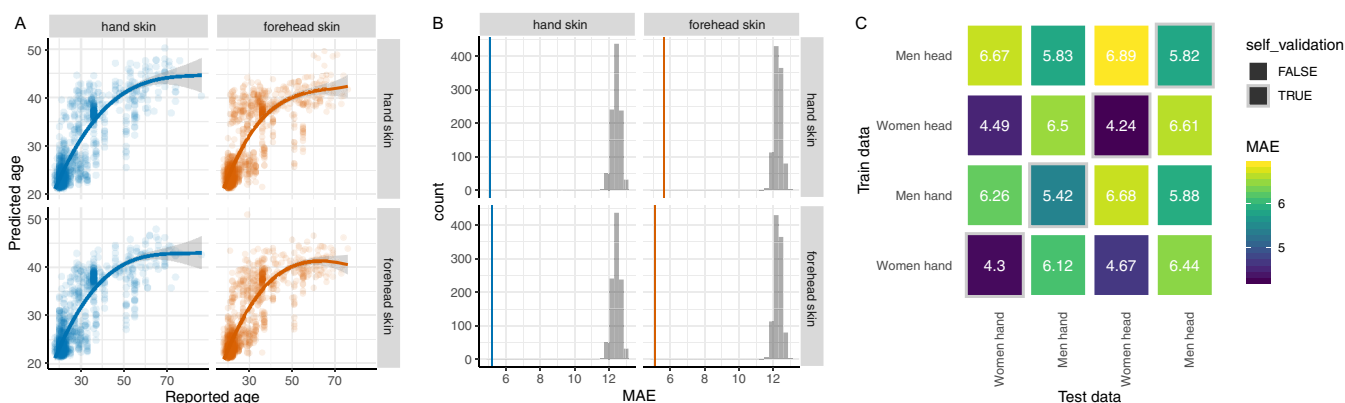 A
hand skin
forehead skin
50
40
30
20
hand skin
50
40
30
20
forehead skin
30
50
70
30
50
70
Predicted age
Reported age
B
hand skin
forehead skin
400
300
200
100
0
hand skin
400
300
200
100
0
forehead skin
6
8
10
12
6
8
10
12
count
MAE
C
Men head
6.67
5.83
6.89
5.82
Women head
4.49
6.5
4.24
6.61
Men hand
6.26
5.42
6.68
5.88
Women hand
4.3
6.12
4.67
6.44
Women hand
Men hand
Women head
Men head
Train data
Test data
self_validation
FALSE
TRUE
MAE
6
5